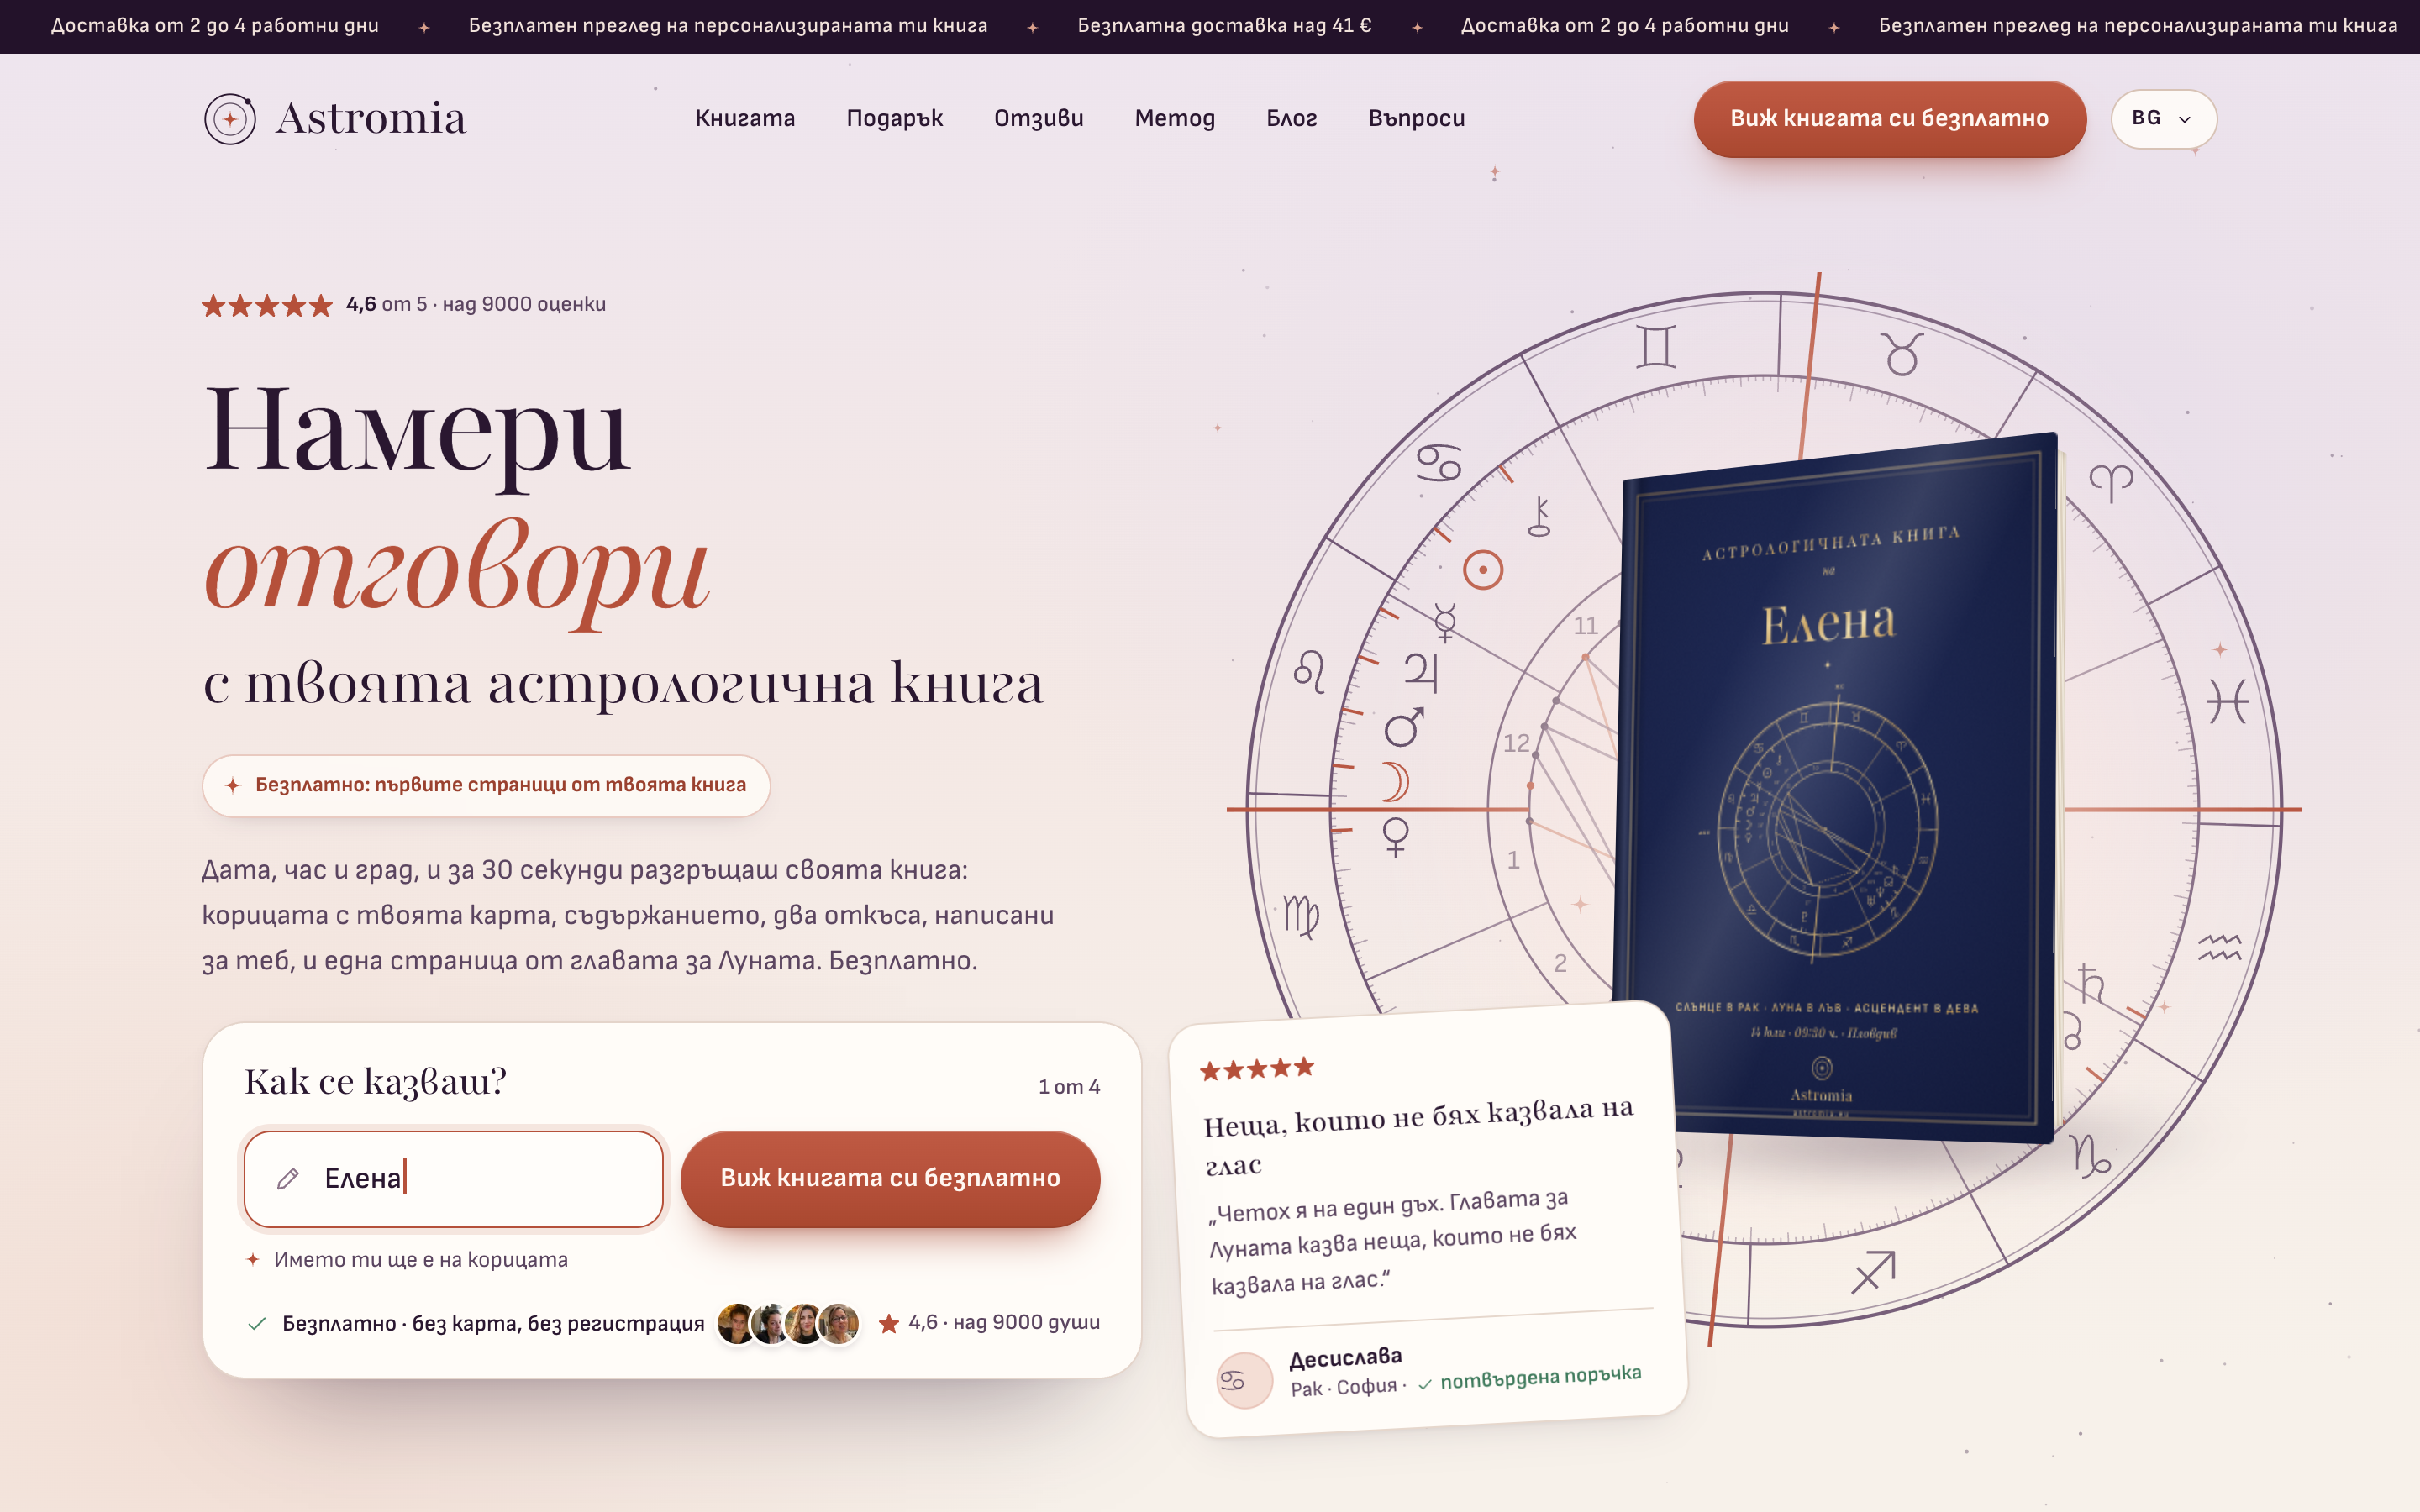 Доставка от 2 до 4 работни дни ✦ Безплатен преглед на персонализираната ти книга ✦ Безплатна доставка над 41 € ✦ Доставка от 2 до 4 работни дни ✦ Безплатен преглед на персонализираната ти книга
Astromia
Книгата Подарък Отзиви Метод Блог Въпроси
Виж книгата си безплатно
BG
4,6 от 5 · над 9000 оценки
Намери
отговори
с твоята астрологична книга
Безплатно: първите страници от твоята книга
Дата, час и град, и за 30 секунди разгръщаш своята книга:
корицата с твоята карта, съдържанието, два откъса, написани
за теб, и една страница от главата за Луната. Безплатно.
Как се казваш?
1 от 4
Елена
Виж книгата си безплатно
Името ти ще е на корицата
Безплатно · без карта, без регистрация
4,6 · над 9000 души
11
12
1
2
АСТРОЛОГИЧНАТА КНИГА
на
Елена
СЛЪНЦЕ В РАК · ЛУНА В ЛЪВ · АСЦЕНДЕНТ В ДЕВА
14 юли · 09:30 ч. · Пловдив
Astromia
Неща, които не бях казвала на
глас
„Четох я на един дъх. Главата за
Луната казва неща, които не бях
казвала на глас.“
Десислава
Рак · София · ✓ потвърдена поръчка